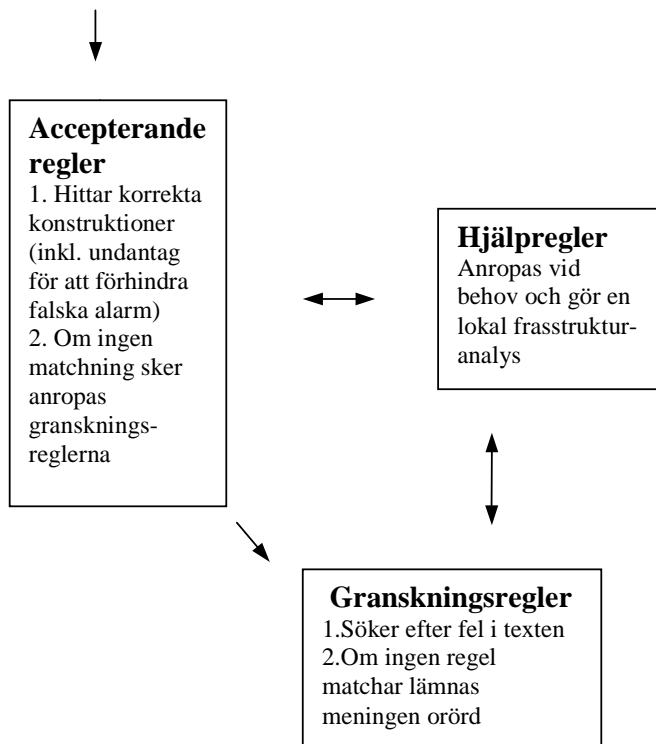 Accepterande
regler
1. Hittar korrekta
konstruktioner
(inkl. undantag
för att förhindra
falska alarm)
2. Om ingen
matchning sker
anropas
gransknings-
reglerna
Hjälpregler
Anropas vid
behov och gör en
lokal frasstruktur-
analys
Granskningsregler
1.Söker efter fel i texten
2.Om ingen regel
matchar lämnas
meningen orörd